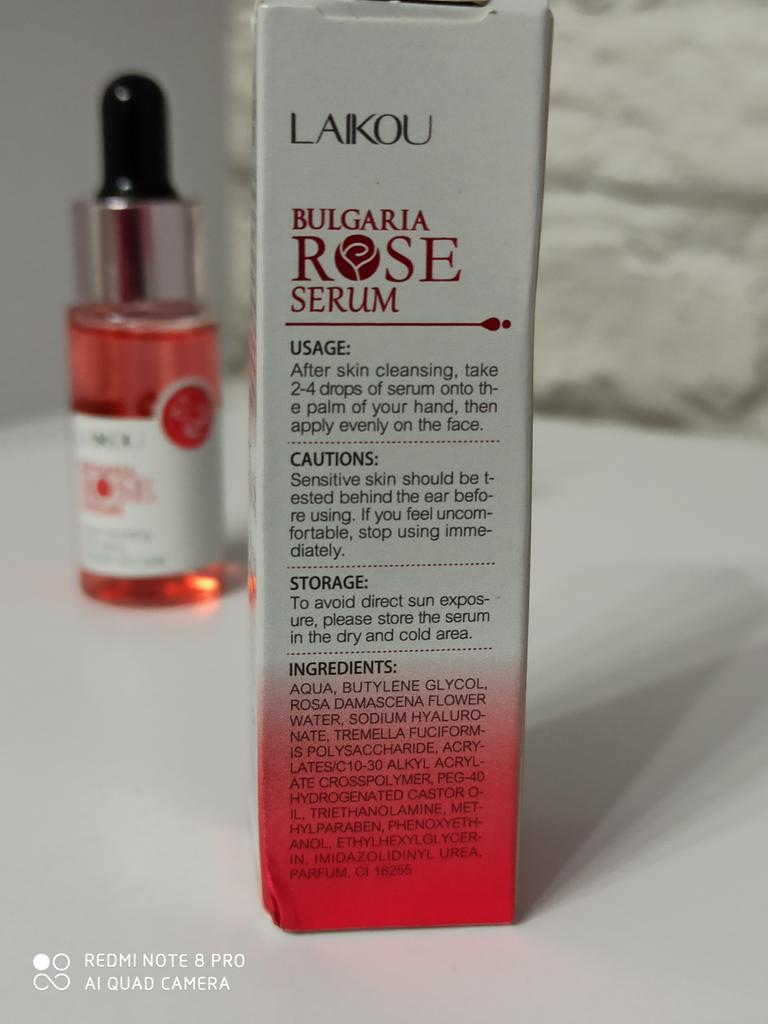 LAIKOU
BULGARIA
ROSE
SERUM
USAGE:
After skin cleansing, take
2-4 drops of serum onto th-
e palm of your hand, then
apply evenly on the face.
CAUTIONS:
Sensitive skin should be t-
ested behind the ear befo-
re using. If you feel uncom-
fortable, stop using imme-
diately.
STORAGE:
To avoid direct sun expos-
ure, please store the serum
in the dry and cold area.
INGREDIENTS:
AQUA, BUTYLENE GLYCOL,
ROSA DAMASCENA FLOWER
WATER, SODIUM HYALURO-
NATE, TREMELLA FUCIFORM-
IS POLYSACCHARIDE, ACRY-
LATES/C10-30 ALKYL ACRYL-
ATE CROSSPOLYMER, PEG-40
HYDROGENATED CASTOR O-
IL, TRIETHANOLAMINE, MET-
HYLPARABEN, PHENOXYETH-
ANOL, ETHYLHEXYLGLYCER-
IN, IMIDAZOLIDINYL UREA,
PARFUM, CI 16255
BULGARIA
ROSE
SERUM
REDMI NOTE 8 PRO
AI QUAD CAMERA